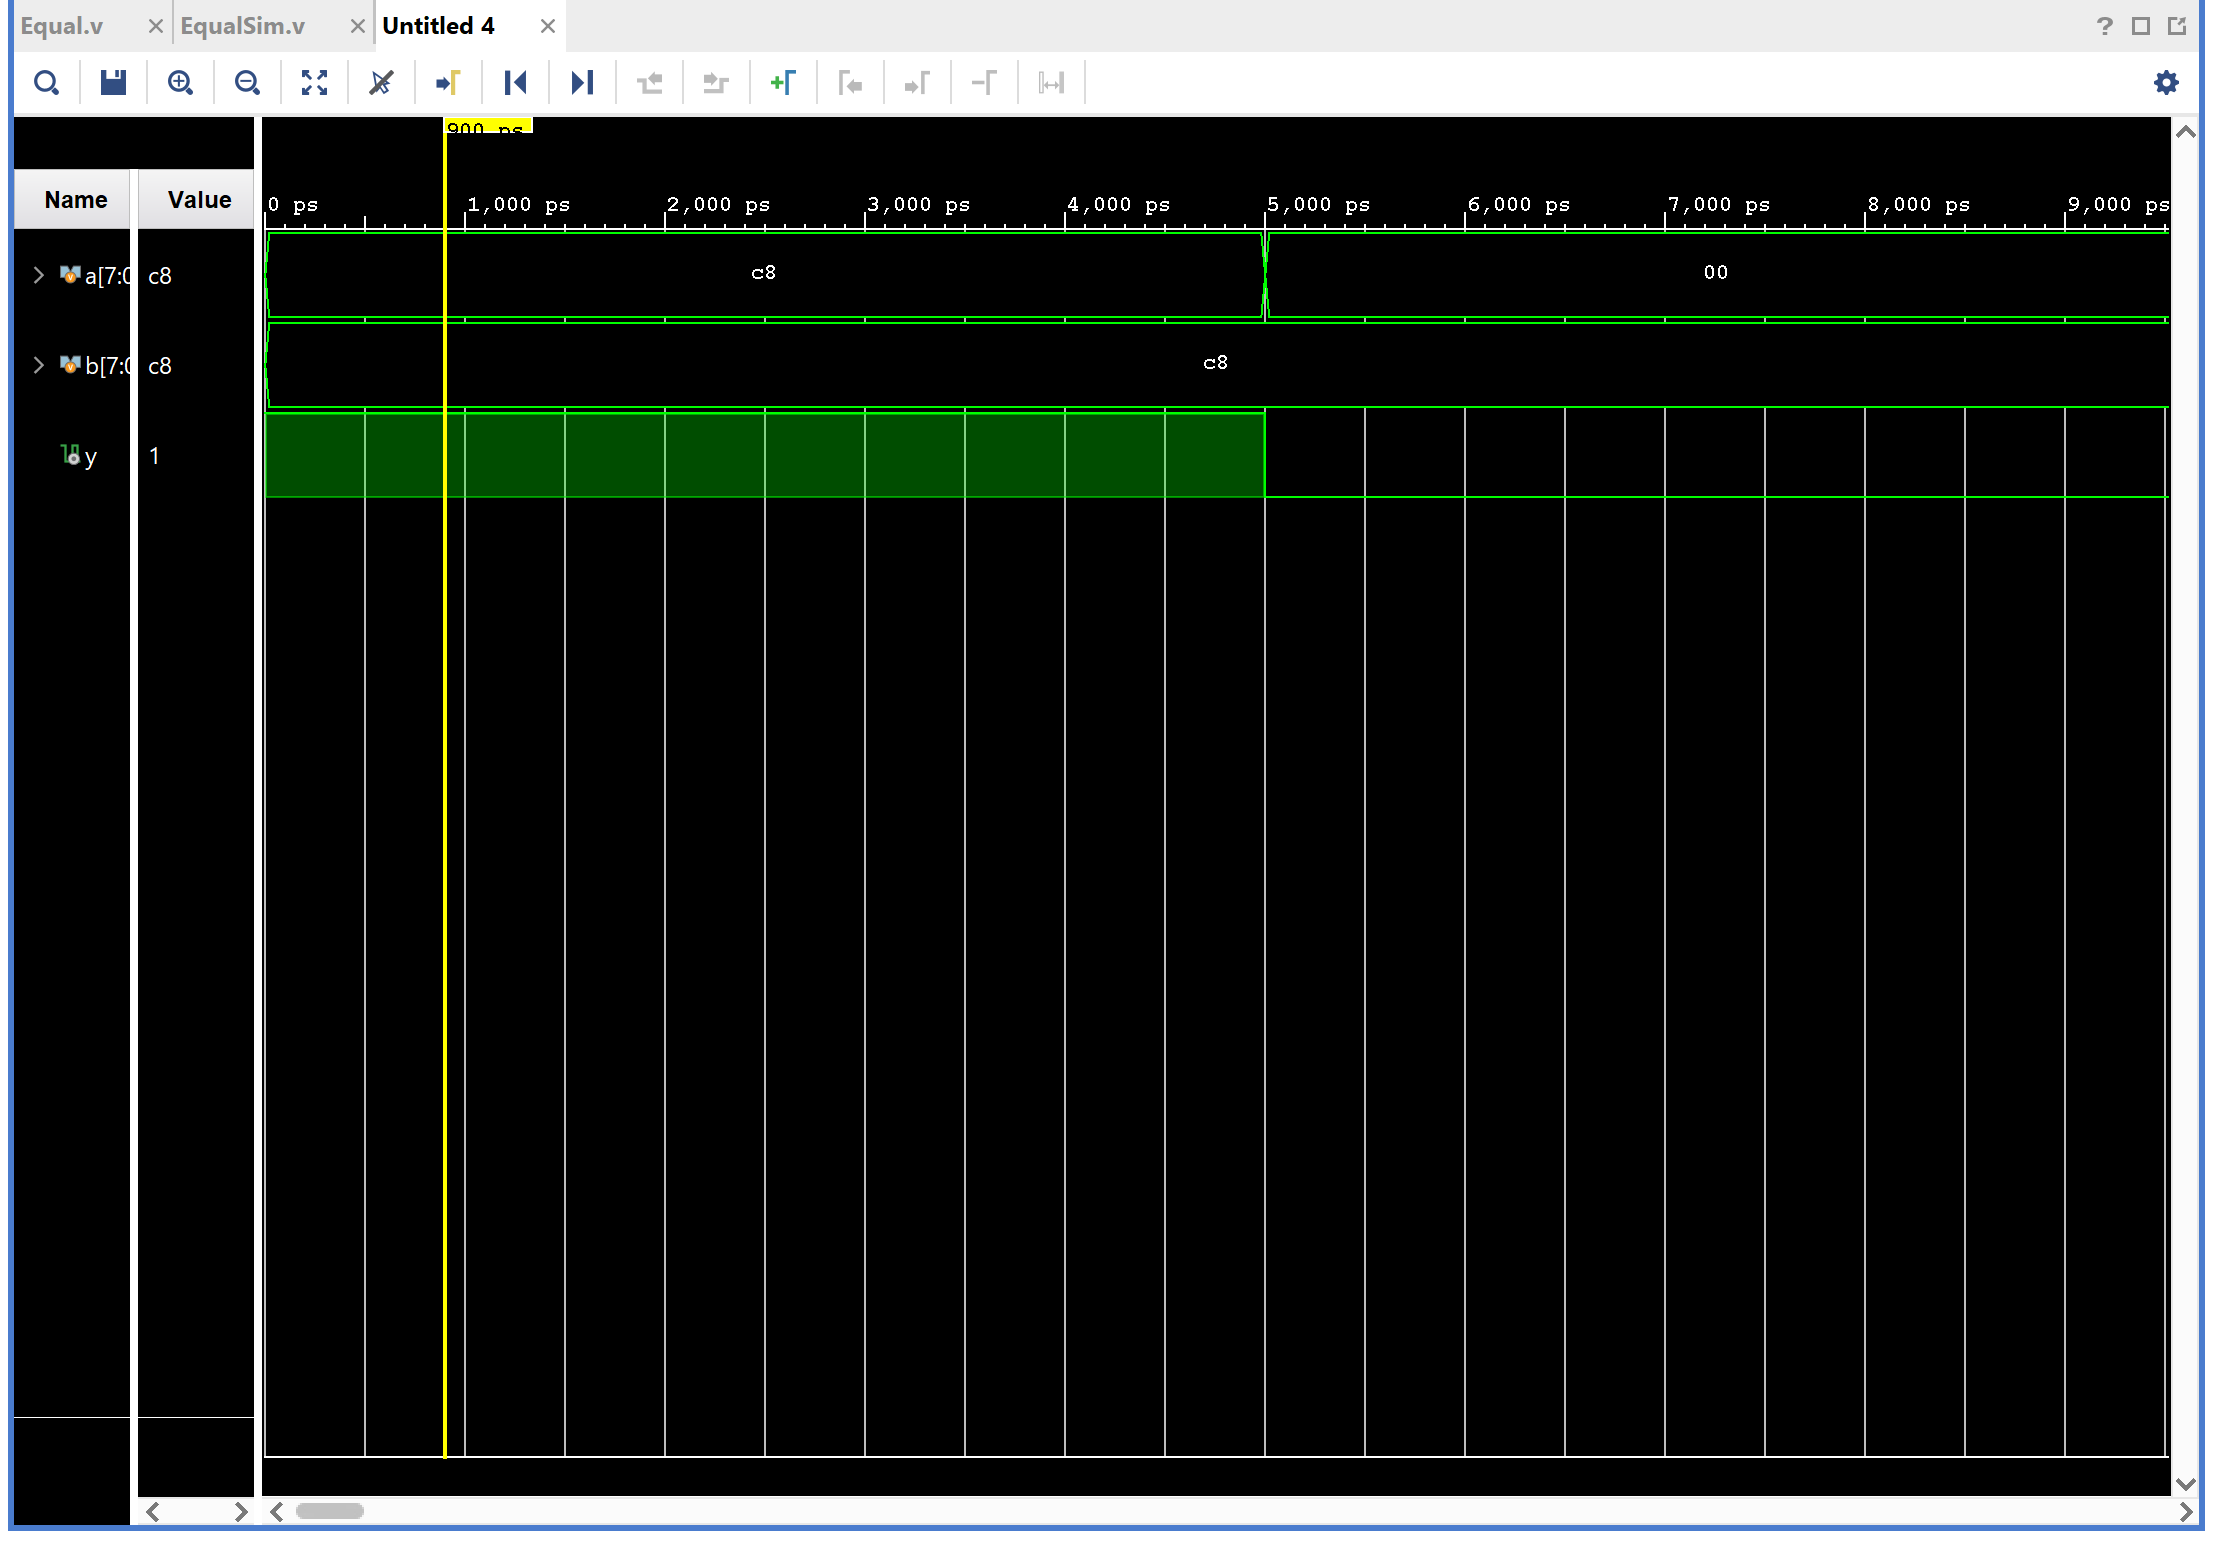 Equal.v EqualSim.v Untitled 4
?
900 ps
Name Value
0 ps 1,000 ps 2,000 ps 3,000 ps 4,000 ps 5,000 ps 6,000 ps 7,000 ps 8,000 ps 9,000 ps
a[7:0 c8 c8 00
b[7:0 c8 c8
y 1